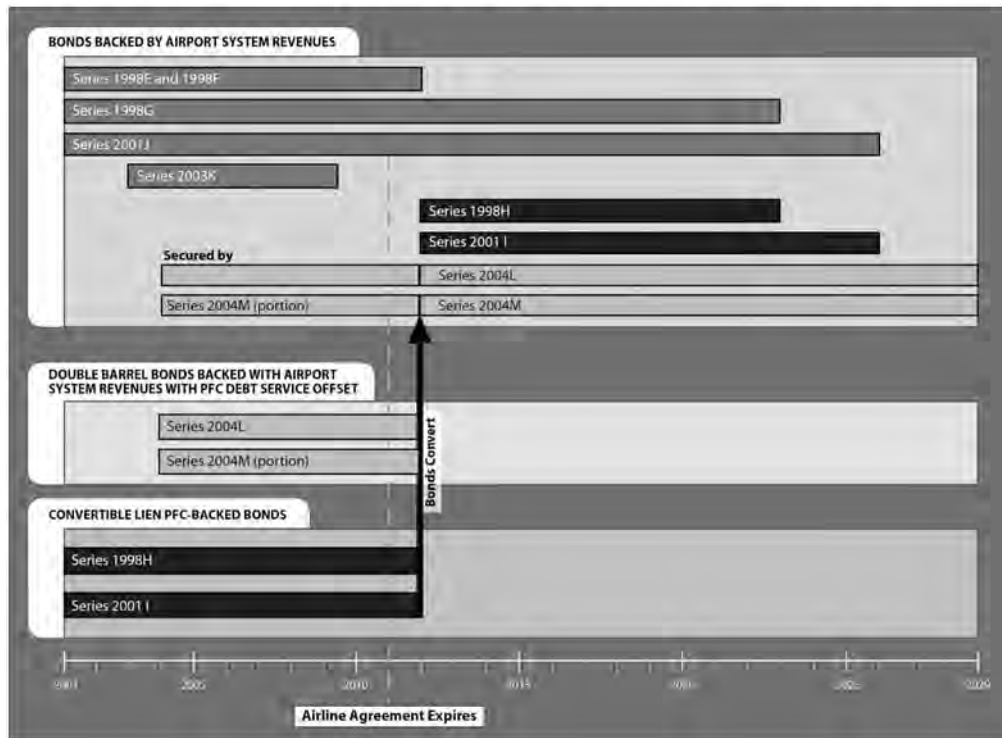 BONDS BACKED BY AIRPORT SYSTEM REVENUES
Series 1998E and 1998F
Series 1998G
Series 2001J
Series 2003K
Series 1998H
Series 2001 I
Secured by
Series 2004L
Series 2004M (portion)
Series 2004M
DOUBLE BARREL BONDS BACKED WITH AIRPORT
SYSTEM REVENUES WITH PFC DEBT SERVICE OFFSET
Series 2004L
Series 2004M (portion)
Bonds Convert
CONVERTIBLE LIEN PFC-BACKED BONDS
Series 1998H
Series 2001 I
2005
2010
2015
2029
Airline Agreement Expires